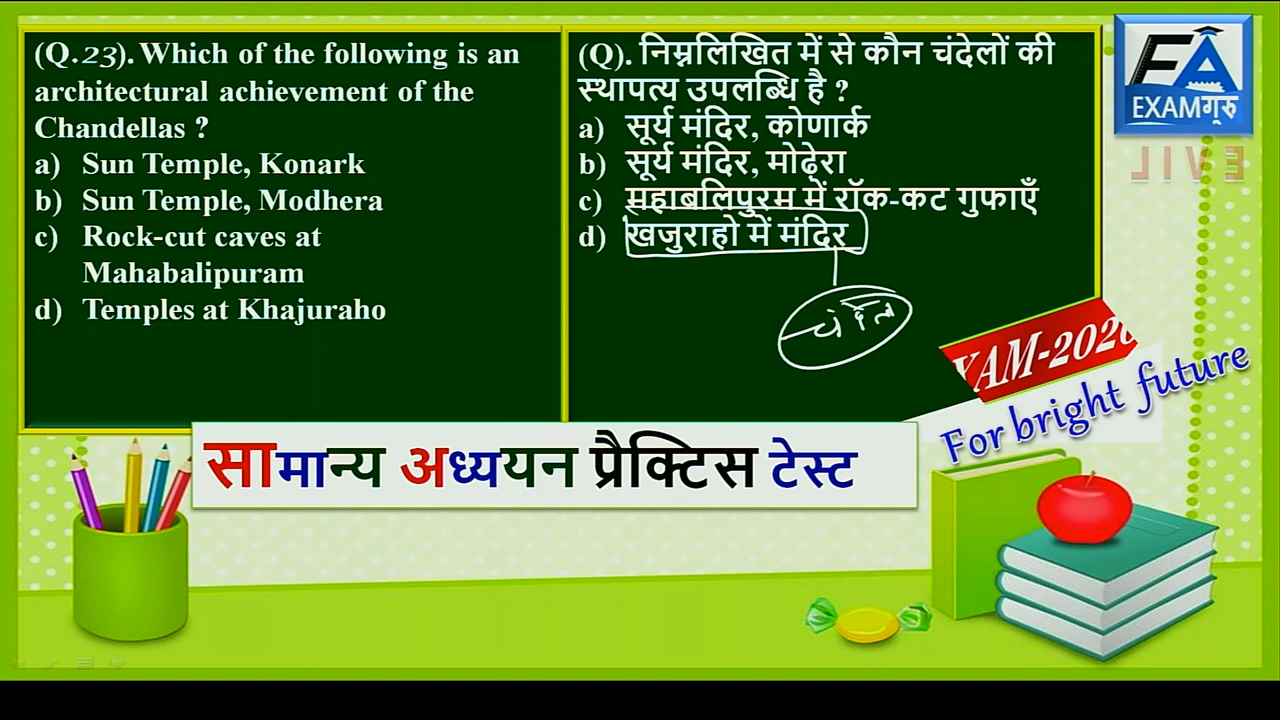 (Q.23). Which of the following is an
architectural achievement of the
Chandellas ?
a) Sun Temple, Konark
b) Sun Temple, Modhera
c) Rock-cut caves at
Mahabalipuram
d) Temples at Khajuraho
(Q). निम्नलिखित में से कौन चंदेलों की
स्थापत्य उपलब्धि है ?
a) सूर्य मंदिर, कोणार्क
b) सूर्य मंदिर, मोढ़ेरा
c) महाबलिपुरम में रॉक-कट गुफाएँ
d) खजुराहो में मंदिर
EXAMगुरु
EXAM-2020
For bright future
सामान्य अध्ययन प्रैक्टिस टेस्ट